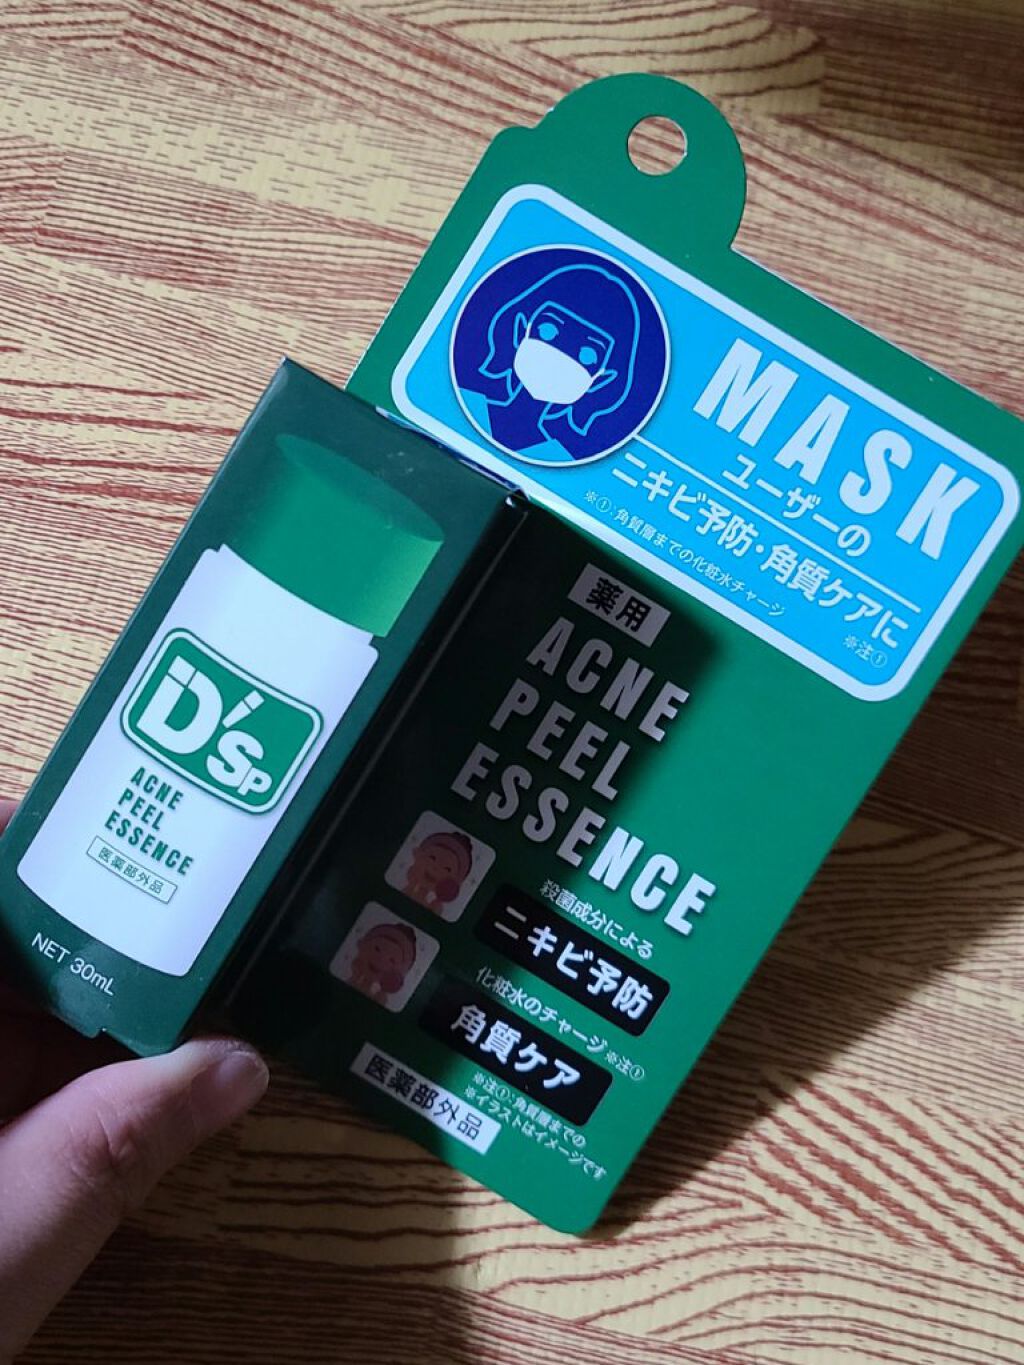 MASK
ユーザーの
ニキビ予防・角質ケアに
※注①
※①:角質層までの化粧水チャージ
薬用
ACNE
PEEL
ESSENCE
殺菌成分による
ニキビ予防
化粧水のチャージ※注①
角質ケア
※注①:角質層までの
※イラストはイメージです
医薬部外品
D'sp
ACNE
PEEL
ESSENCE
医薬部外品
NET 30mL